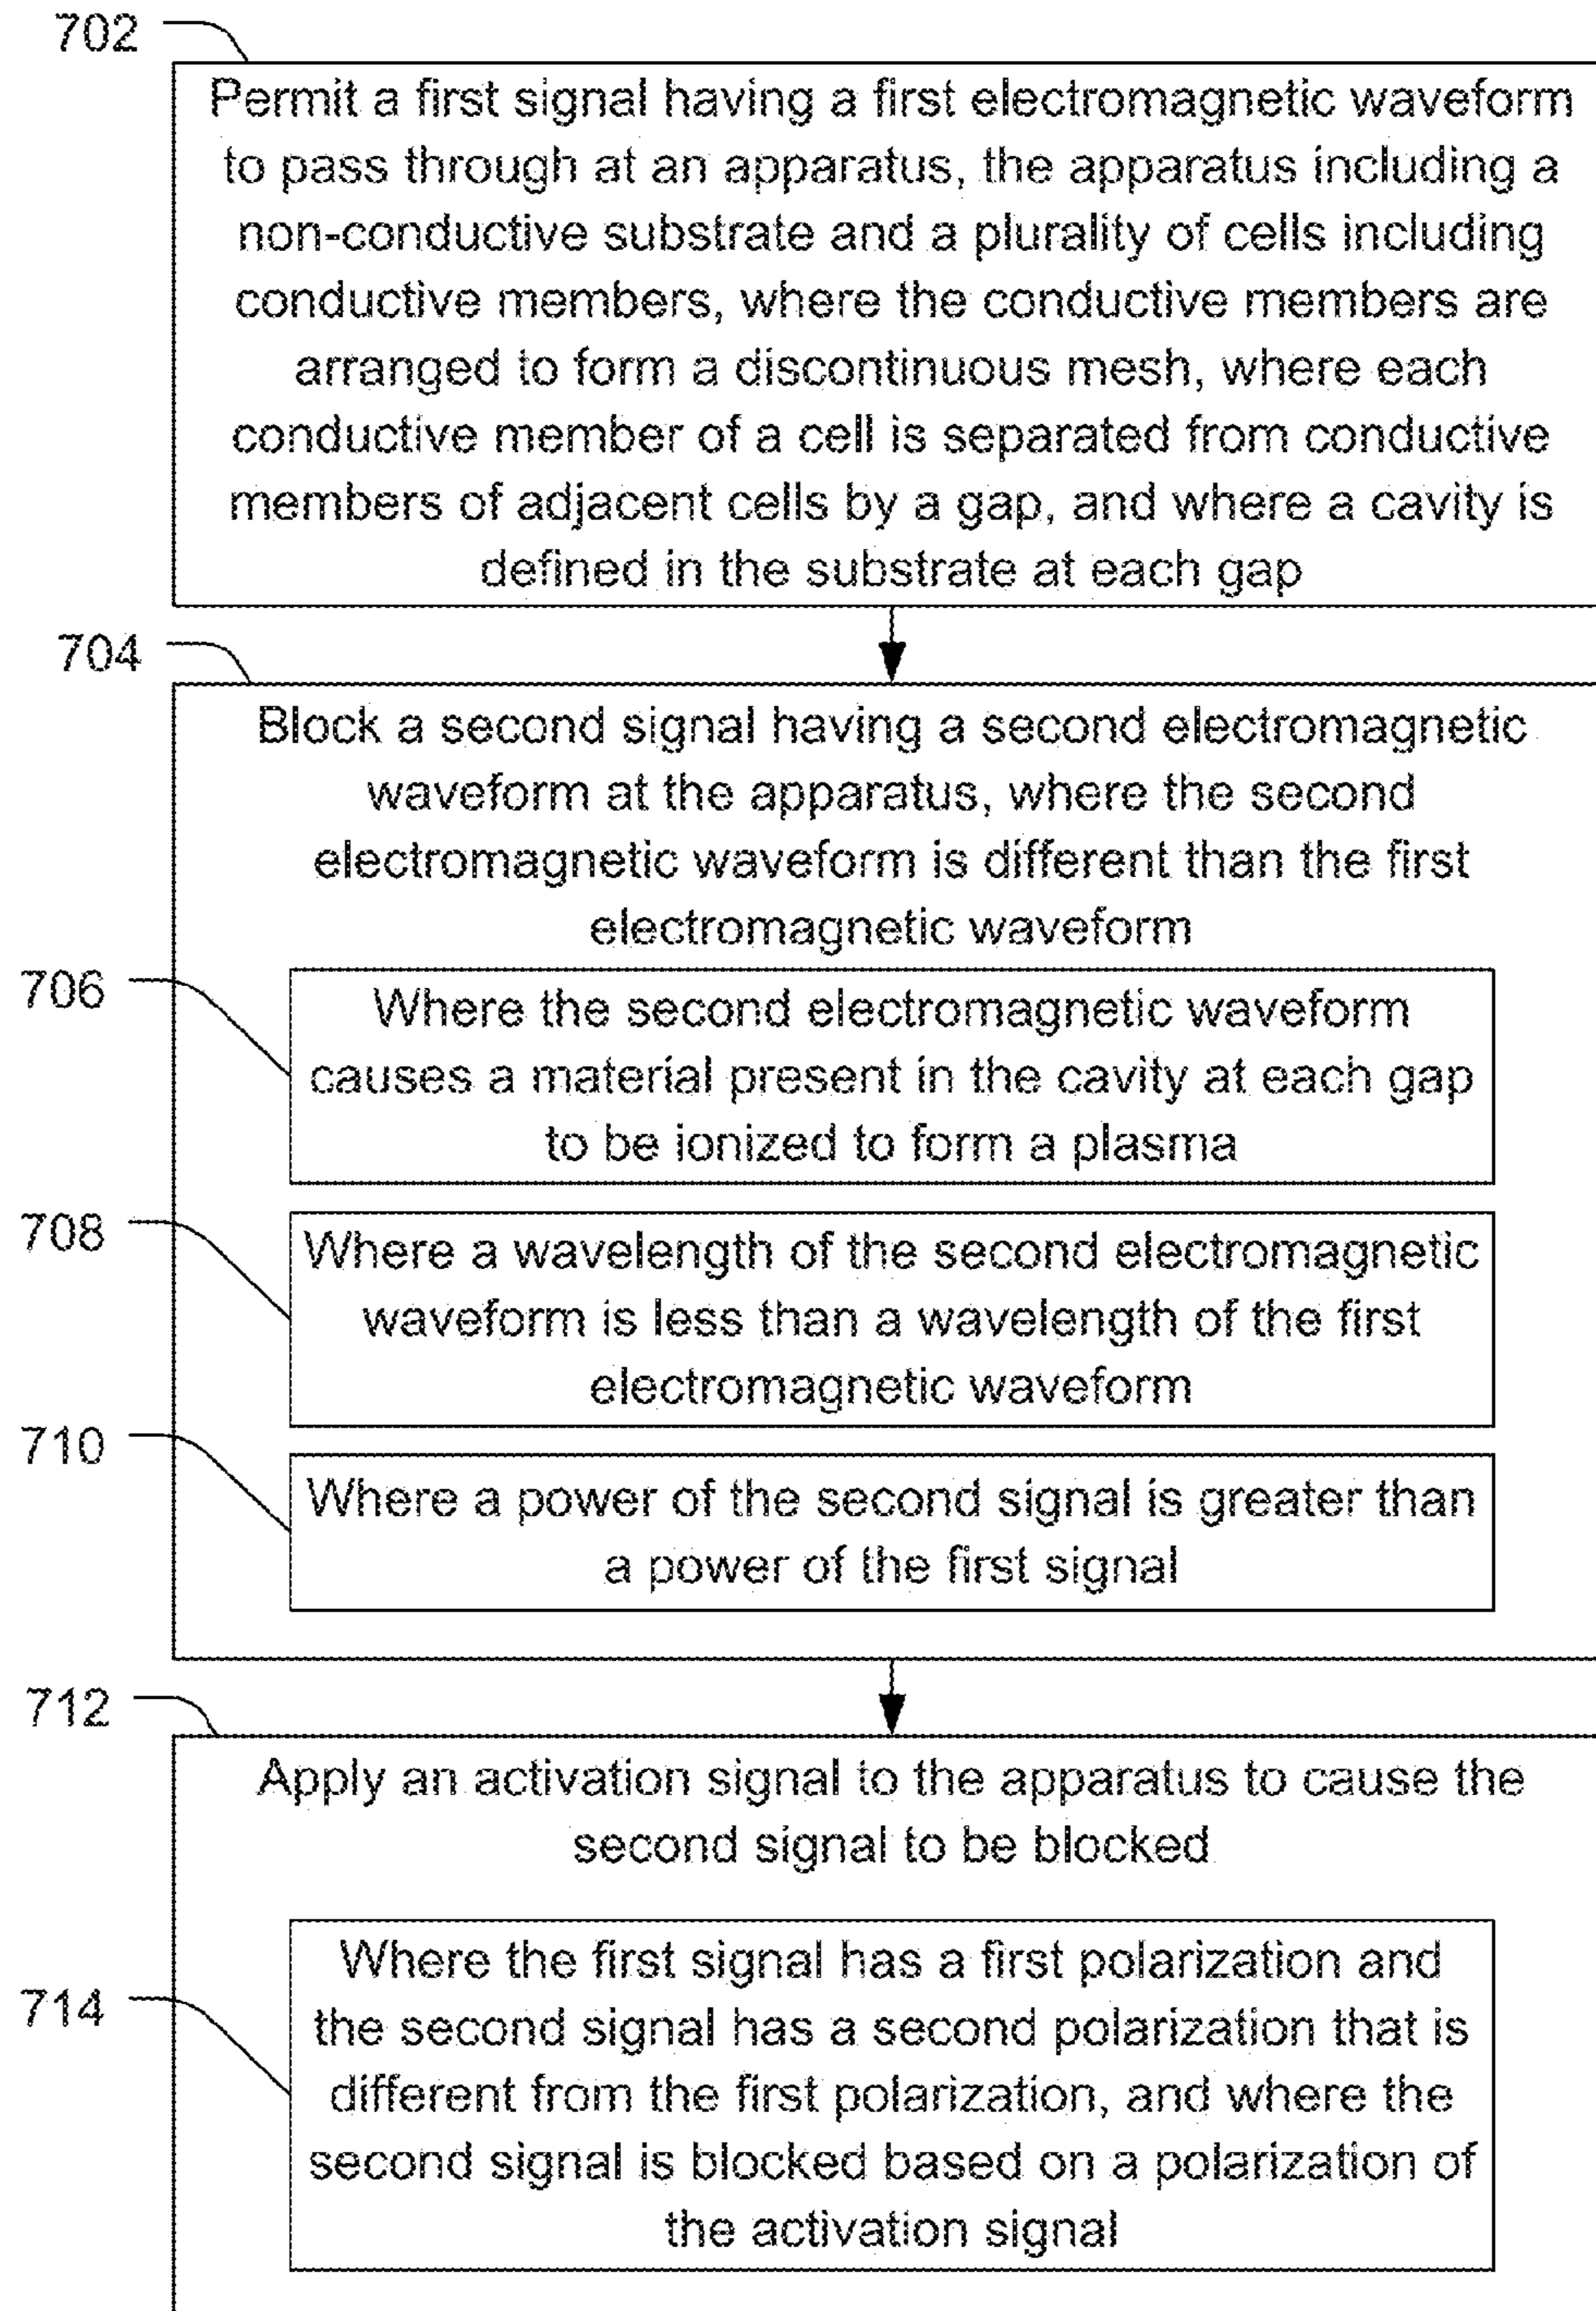 702
Permit a first signal having a first electromagnetic waveform
to pass through at an apparatus, the apparatus including a
non-conductive substrate and a plurality of cells including
conductive members, where the conductive members are
arranged to form a discontinuous mesh, where each
conductive member of a cell is separated from conductive
members of adjacent cells by a gap, and where a cavity is
defined in the substrate at each gap
704
Block a second signal having a second electromagnetic
waveform at the apparatus, where the second
electromagnetic waveform is different than the first
electromagnetic waveform
706
Where the second electromagnetic waveform
causes a material present in the cavity at each gap
to be ionized to form a plasma
708
Where a wavelength of the second electromagnetic
waveform is less than a wavelength of the first
electromagnetic waveform
710
Where a power of the second signal is greater than
a power of the first signal
712
Apply an activation signal to the apparatus to cause the
second signal to be blocked
714
Where the first signal has a first polarization and
the second signal has a second polarization that is
different from the first polarization, and where the
second signal is blocked based on a polarization of
the activation signal